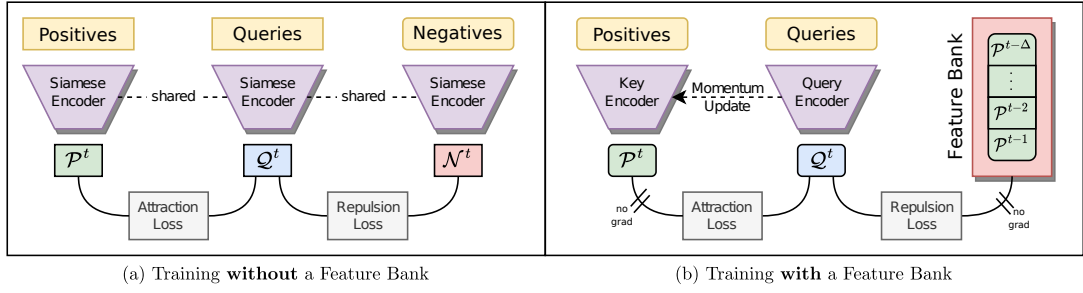 Positives
Queries
Negatives
Siamese
Encoder
shared
Siamese
Encoder
shared
Siamese
Encoder
𝒫^t
𝒬^t
𝒩^t
Attraction
Loss
Repulsion
Loss
(a) Training without a Feature Bank
Positives
Queries
Key
Encoder
Momentum
Update
Query
Encoder
Feature Bank
𝒫^{t−Δ}
⋮
𝒫^{t−2}
𝒫^{t−1}
𝒫^t
𝒬^t
no
grad
Attraction
Loss
Repulsion
Loss
no
grad
(b) Training with a Feature Bank